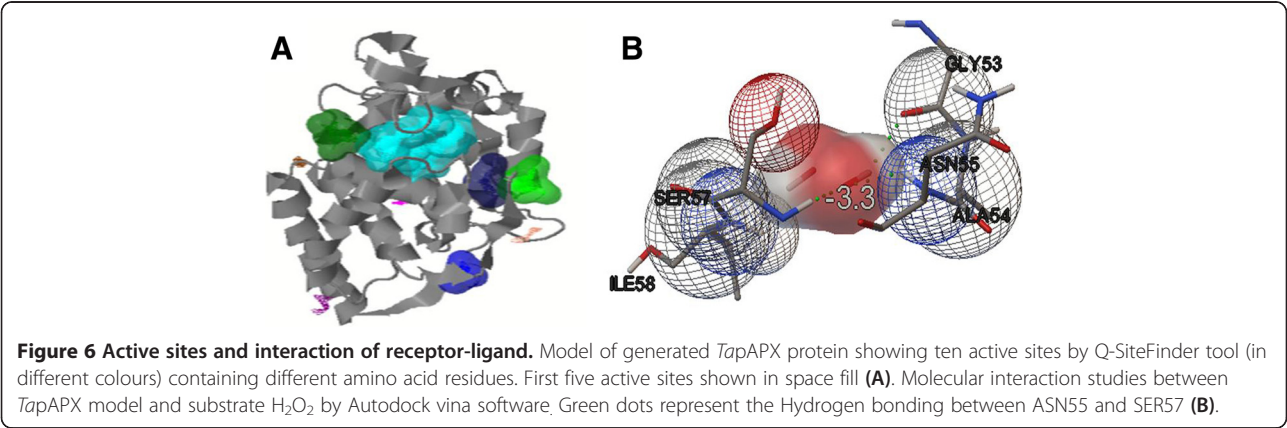 A
B
GLY53
ASN55
SER57
-3.3
ALA54
ILE58
Figure 6 Active sites and interaction of receptor-ligand. Model of generated TapAPX protein showing ten active sites by Q-SiteFinder tool (in
different colours) containing different amino acid residues. First five active sites shown in space fill (A). Molecular interaction studies between
TapAPX model and substrate H₂O₂ by Autodock vina software. Green dots represent the Hydrogen bonding between ASN55 and SER57 (B).